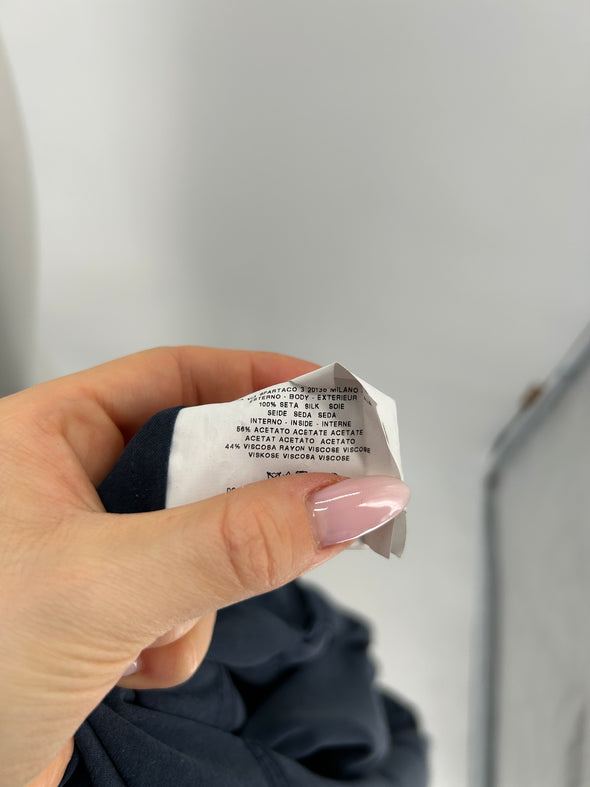 SPARTACO 3 20135 MILANO
ESTERNO - BODY - EXTERIEUR
100% SETA SILK SOIE
SEIDE SEDA SEDA
INTERNO - INSIDE - INTERNE
56% ACETATO ACETATE ACETATE
ACETAT ACETATO ACETATO
44% VISCOSA RAYON VISCOSE VISCOSE
VISKOSE VISCOSA VISCOSE